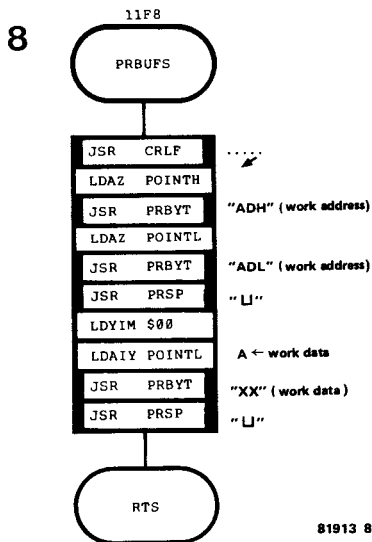 8
11F8
PRBUFS
JSR CRLF .....
LDAZ POINTH
JSR PRBYT "ADH" (work address)
LDAZ POINTL
JSR PRBYT "ADL" (work address)
JSR PRSP "⊔"
LDYIM $00
LDAIY POINTL A ← work data
JSR PRBYT "XX" (work data)
JSR PRSP "⊔"
RTS
81913 8